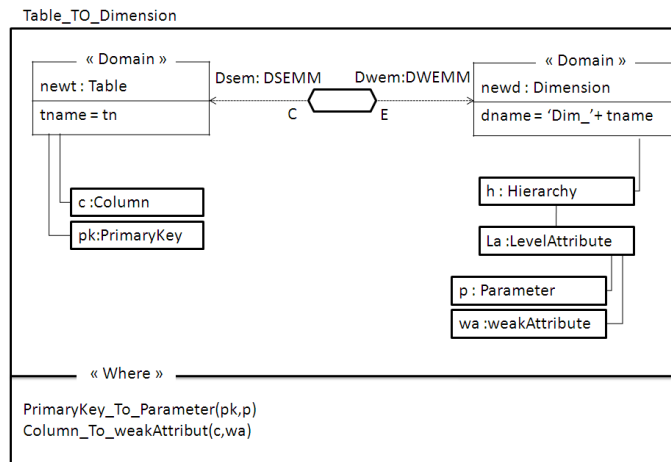 Table_TO_Dimension
« Domain »
newt : Table
tname = tn
Dsem: DSEMM
Dwem:DWEMM
C
E
« Domain »
newd : Dimension
dname = ‘Dim_’+ tname
c :Column
pk:PrimaryKey
h : Hierarchy
La :LevelAttribute
p : Parameter
wa :weakAttribute
« Where »
PrimaryKey_To_Parameter(pk,p)
Column_To_weakAttribut(c,wa)